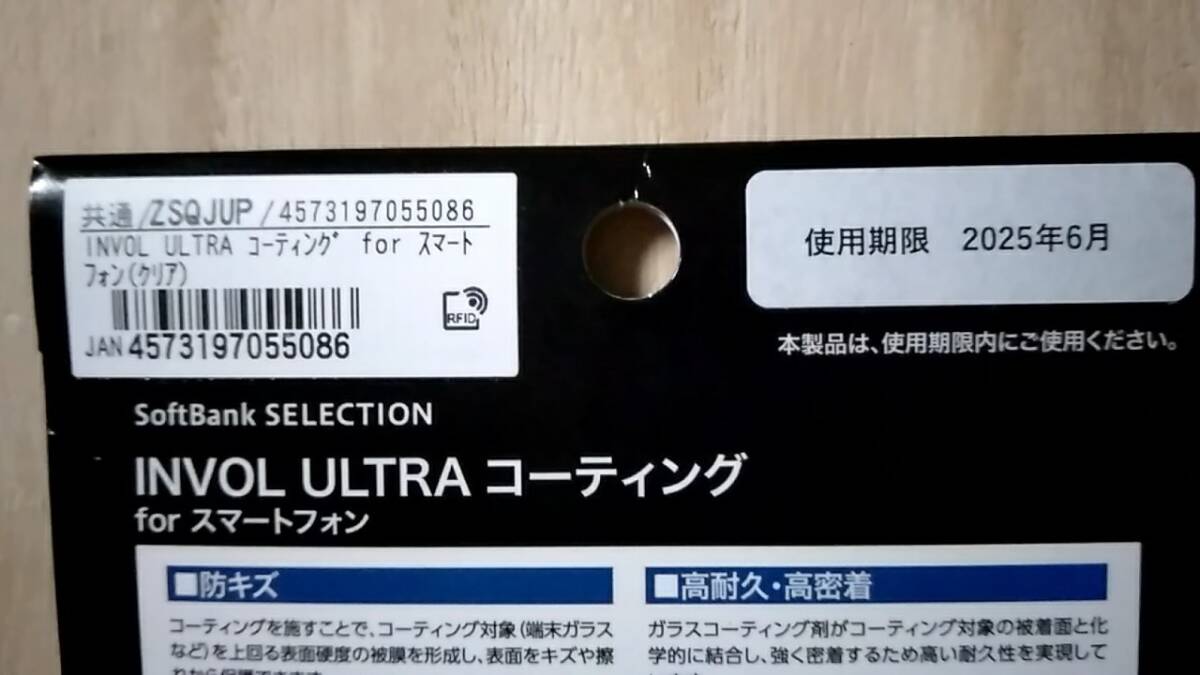 共通/ZSQJUP/4573197055086
INVOL ULTRA コーティング for スマート
フォン(クリア)
RFID
JAN 4573197055086
使用期限 2025年6月
本製品は、使用期限内にご使用ください。
SoftBank SELECTION
INVOL ULTRA コーティング
for スマートフォン
■防キズ
コーティングを施すことで、コーティング対象(端末ガラス
など)を上回る表面硬度の被膜を形成し、表面をキズや擦
■高耐久・高密着
ガラスコーティング剤がコーティング対象の被着面と化
学的に結合し、強く密着するため高い耐久性を実現して